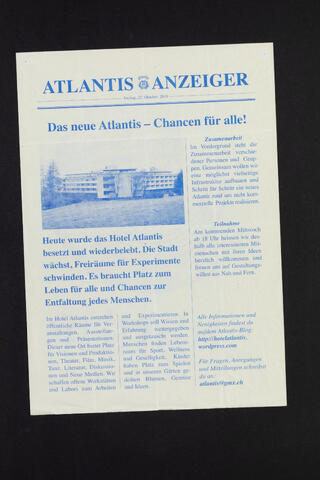 ATLANTIS ANZEIGER
Freitag, 22. Oktober 2010
Das neue Atlantis – Chancen für alle!
Heute wurde das Hotel Atlantis
besetzt und wiederbelebt. Die Stadt
wächst, Freiräume für Experimente
schwinden. Es braucht Platz zum
Leben für alle und Chancen zur
Entfaltung jedes Menschen.
Im Hotel Atlantis entstehen
öffentliche Räume für Ver-
anstaltungen, Ausstellun-
gen und Präsentationen.
Dieser neue Ort bietet Platz
für Visionen und Produktio-
nen, Theater, Film, Musik,
Tanz, Literatur, Diskussio-
nen und Neue Medien. Wir
schaffen offene Werkstätten
und Labors zum Arbeiten
und Experimentieren. In
Workshops soll Wissen und
Erfahrung weitergegeben
und ausgetauscht werden.
Menschen finden Lebens-
raum für Sport, Wellness
und Geselligkeit. Kinder
haben Platz zum Spielen
und in unseren Gärten ge-
deihen Blumen, Gemüse
und Ideen.
Zusammenarbeit
Im Vordergrund steht die
Zusammenarbeit verschie-
dener Personen und Grup-
pen. Gemeinsam wollen wir
eine möglichst vielseitige
Infrastruktur aufbauen und
Schritt für Schritt ein neues
Atlantis rund um nicht kom-
merzielle Projekte realisieren.
Teilnahme
Am kommenden Mittwoch
ab 18 Uhr heissen wir des-
halb alle interessierten Mit-
menschen mit ihren Ideen
herzlich willkommen und
freuen uns auf Gestaltungs-
willen aus Nah und Fern.
Alle Informationen und
Neuigkeiten findest du
auf dem Atlantis-Blog:
http://hotelatlantis.
wordpress.com
Für Fragen, Anregungen
und Mitteilungen schreibst
du an:
atlantis@gmx.ch